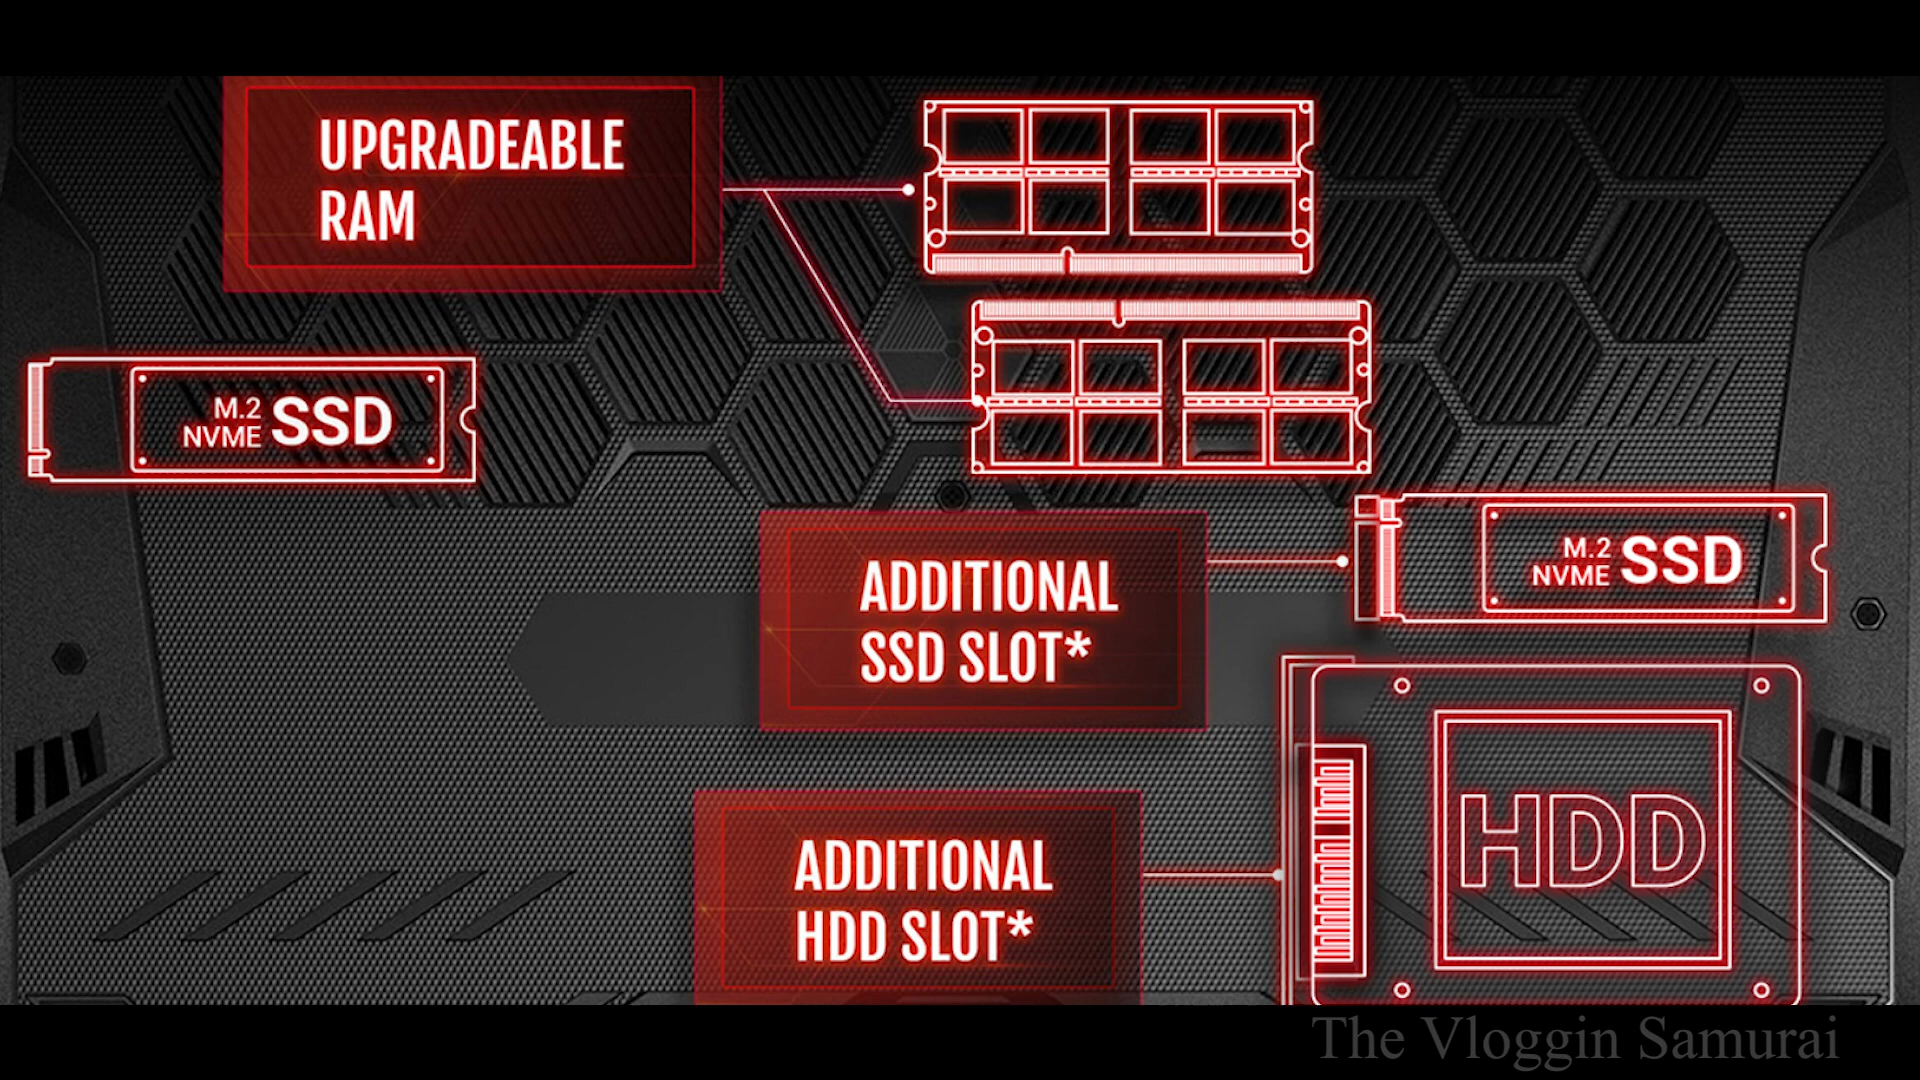 UPGRADEABLE
RAM
M.2
NVME SSD
ADDITIONAL
SSD SLOT*
M.2
NVME SSD
ADDITIONAL
HDD SLOT*
HDD
The Vloggin Samurai